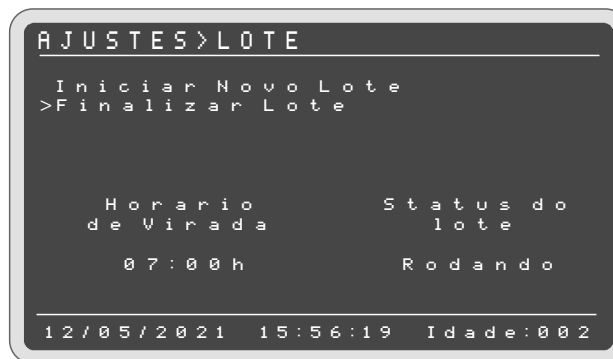 AJUSTES>LOTE
Iniciar Novo Lote
>Finalizar Lote
Horario
de Virada
07:00h
Status do
lote
Rodando
12/05/2021 15:56:19 Idade:002